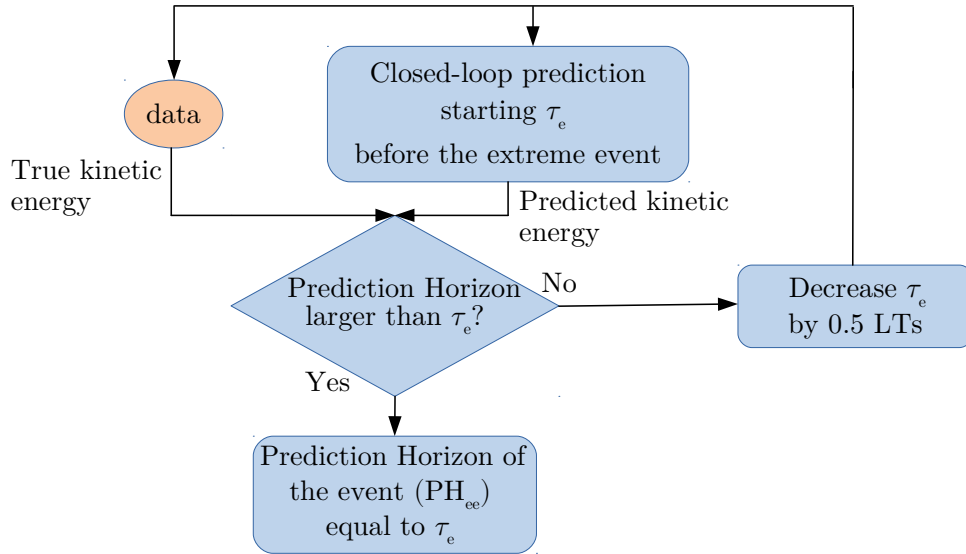 data
Closed-loop prediction
starting τₑ
before the extreme event
True kinetic
energy
Predicted kinetic
energy
Prediction Horizon
larger than τₑ?
No
Decrease τₑ
by 0.5 LTs
Yes
Prediction Horizon of
the event (PHₑₑ)
equal to τₑ